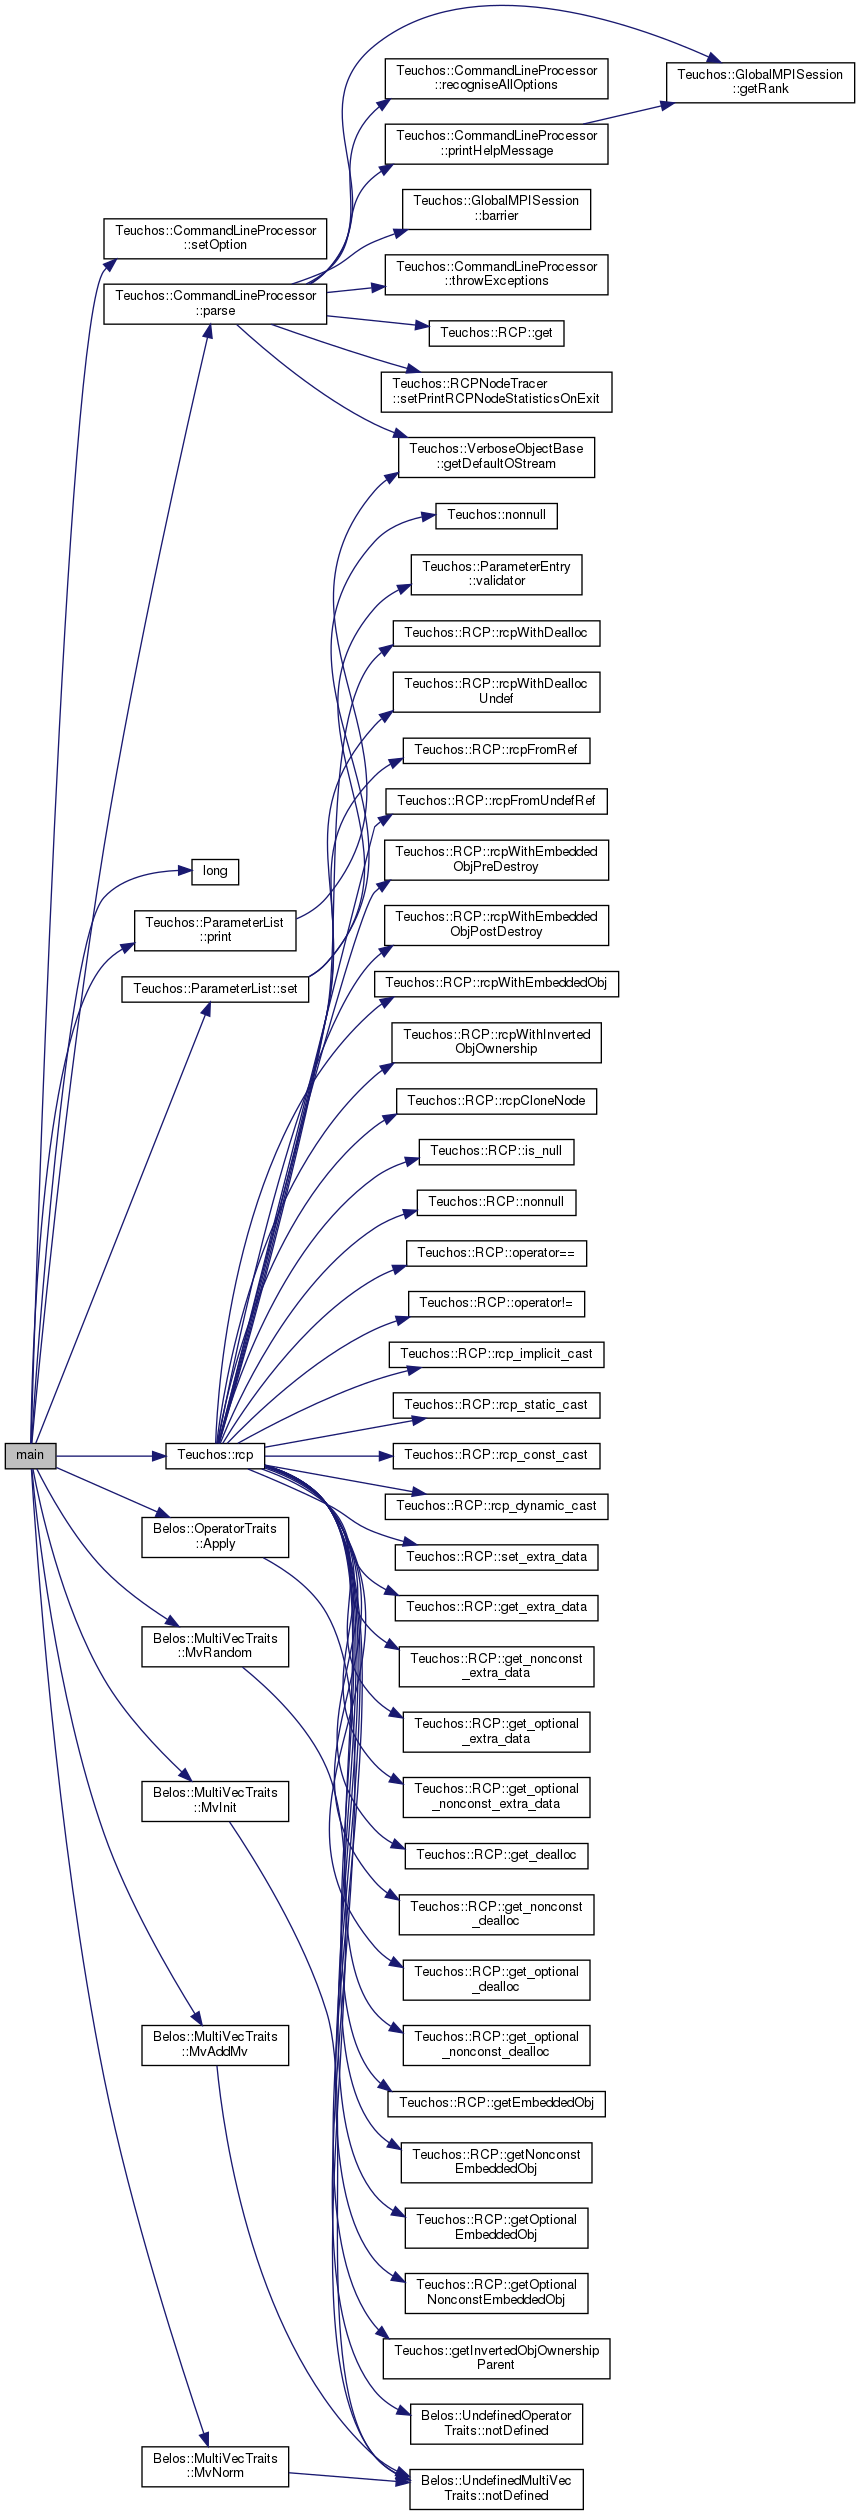 Teuchos::CommandLineProcessor
::recogniseAllOptions
Teuchos::GlobalMPISession
::getRank
Teuchos::CommandLineProcessor
::printHelpMessage
Teuchos::GlobalMPISession
::barrier
Teuchos::CommandLineProcessor
::setOption
Teuchos::CommandLineProcessor
::throwExceptions
Teuchos::CommandLineProcessor
::parse
Teuchos::RCP::get
Teuchos::RCPNodeTracer
::setPrintRCPNodeStatisticsOnExit
Teuchos::VerboseObjectBase
::getDefaultOStream
Teuchos::nonnull
Teuchos::ParameterEntry
::validator
Teuchos::RCP::rcpWithDealloc
Teuchos::RCP::rcpWithDealloc
Undef
Teuchos::RCP::rcpFromRef
Teuchos::RCP::rcpFromUndefRef
Teuchos::RCP::rcpWithEmbedded
ObjPreDestroy
long
Teuchos::ParameterList
::print
Teuchos::RCP::rcpWithEmbedded
ObjPostDestroy
Teuchos::ParameterList::set
Teuchos::RCP::rcpWithEmbeddedObj
Teuchos::RCP::rcpWithInverted
ObjOwnership
Teuchos::RCP::rcpCloneNode
Teuchos::RCP::is_null
Teuchos::RCP::nonnull
Teuchos::RCP::operator==
Teuchos::RCP::operator!=
Teuchos::RCP::rcp_implicit_cast
Teuchos::RCP::rcp_static_cast
main
Teuchos::rcp
Teuchos::RCP::rcp_const_cast
Teuchos::RCP::rcp_dynamic_cast
Belos::OperatorTraits
::Apply
Teuchos::RCP::set_extra_data
Teuchos::RCP::get_extra_data
Belos::MultiVecTraits
::MvRandom
Teuchos::RCP::get_nonconst
_extra_data
Teuchos::RCP::get_optional
_extra_data
Teuchos::RCP::get_optional
_nonconst_extra_data
Belos::MultiVecTraits
::MvInit
Teuchos::RCP::get_dealloc
Teuchos::RCP::get_nonconst
_dealloc
Teuchos::RCP::get_optional
_dealloc
Belos::MultiVecTraits
::MvAddMv
Teuchos::RCP::get_optional
_nonconst_dealloc
Teuchos::RCP::getEmbeddedObj
Teuchos::RCP::getNonconst
EmbeddedObj
Teuchos::RCP::getOptional
EmbeddedObj
Teuchos::RCP::getOptional
NonconstEmbeddedObj
Teuchos::getInvertedObjOwnership
Parent
Belos::UndefinedOperator
Traits::notDefined
Belos::MultiVecTraits
::MvNorm
Belos::UndefinedMultiVec
Traits::notDefined